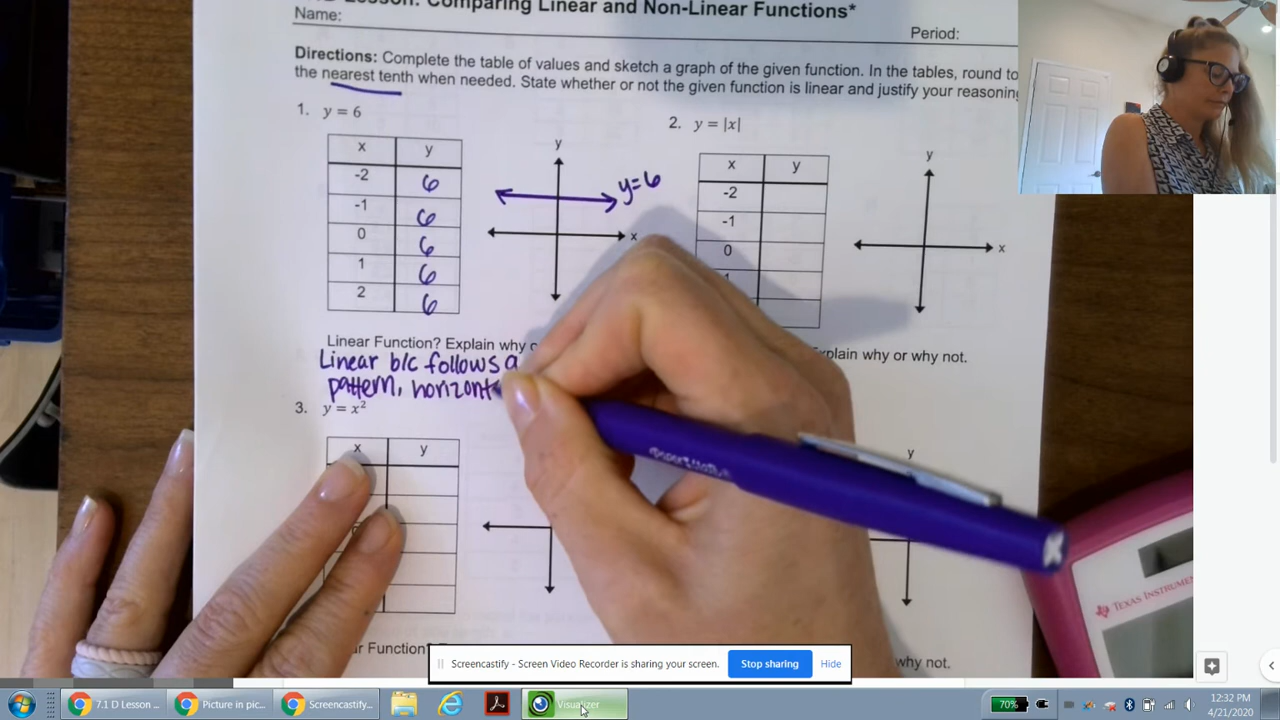 Lesson: Comparing Linear and Non-Linear Functions*
Name:
Period:
Directions: Complete the table of values and sketch a graph of the given function. In the tables, round to
the nearest tenth when needed. State whether or not the given function is linear and justify your reasoning
1. y = 6
x y
-2 6
-1 6
0 6
1 6
2 6
y
x
y=6
Linear Function? Explain why
Linear b/c follows a
pattern, horizont
2. y = |x|
x y
-2
-1
0
y
x
plain why or why not.
3. y = x²
x y
y
Function?
why not.
TEXAS INSTRUMEN
Screencastify - Screen Video Recorder is sharing your screen.
Stop sharing
Hide
7.1 D Lesson ...
Picture in pic...
Screencastify...
Visualizer
70%
12:32 PM
4/21/2020